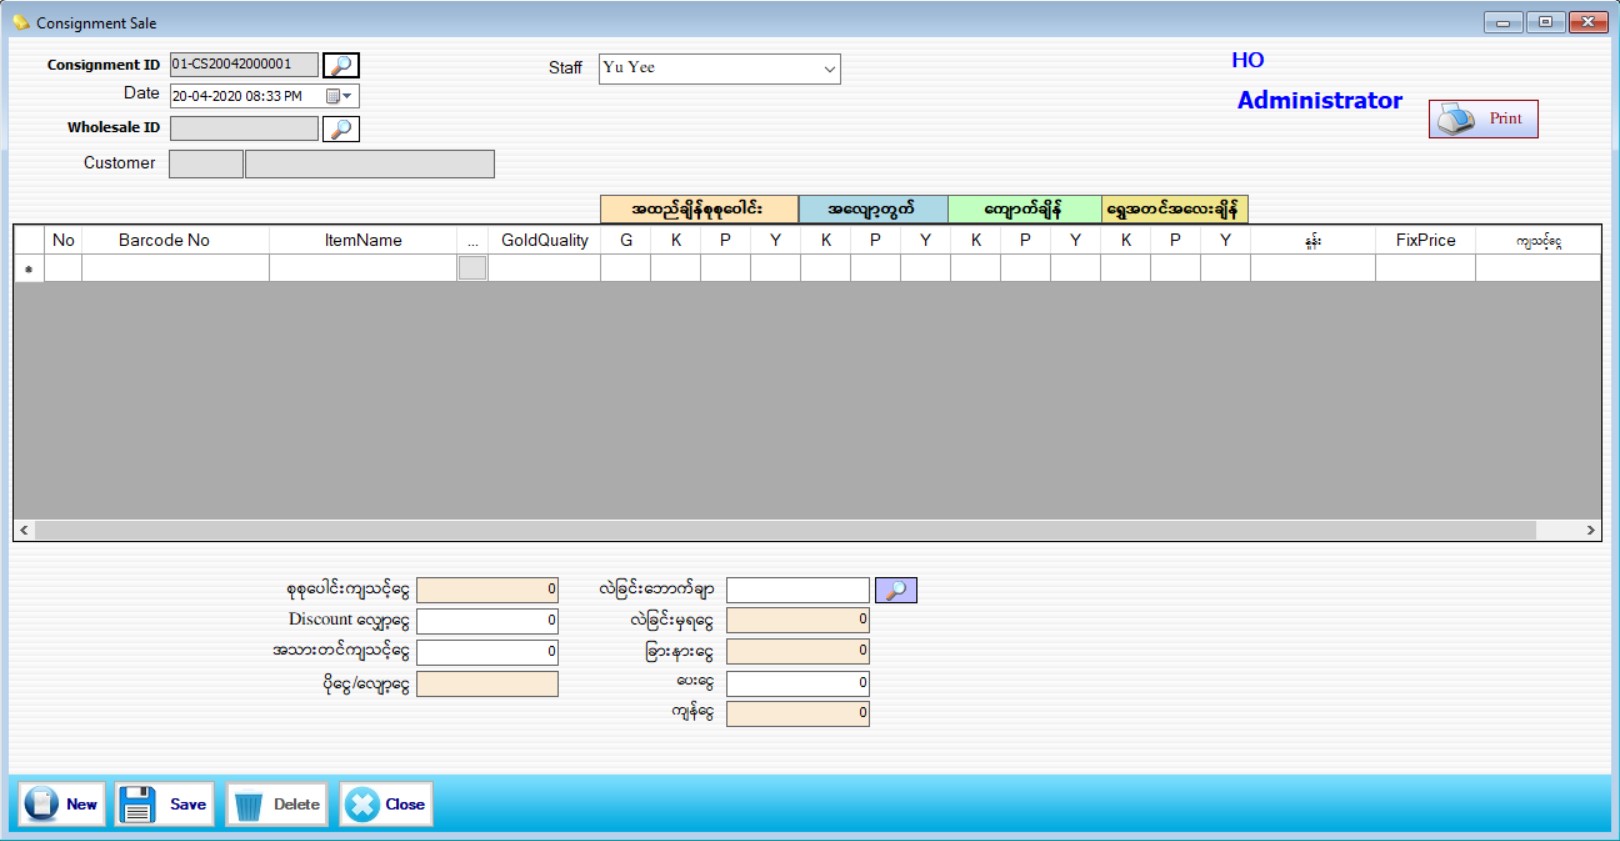 Consignment Sale
Consignment ID 01-CS20042000001 Staff Yu Yee HO
Date 20-04-2020 08:33 PM Administrator Print
Wholesale ID
Customer
အထည်ချိန်စုစုပေါင်း အလျော့တွက် ကျောက်ချိန် ရွှေအတင်အလေးချိန်
No Barcode No ItemName ... GoldQuality G K P Y K P Y K P Y K P Y နှုန်း FixPrice ကျသင့်ငွေ
စုစုပေါင်းကျသင့်ငွေ 0 လဲခြင်းဘောက်ချာ
Discount လျှော့ငွေ 0 လဲခြင်းမှရငွေ 0
အသားတင်ကျသင့်ငွေ 0 ခြားနားငွေ 0
ပိုငွေ/လျော့ငွေ ပေးငွေ 0
ကျန်ငွေ 0
New Save Delete Close